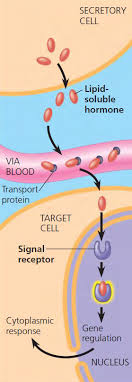 SECRETORY
CELL
Lipid-
soluble
hormone
VIA
BLOOD
Transport
protein
TARGET
CELL
Signal
receptor
Cytoplasmic
response
Gene
regulation
NUCLEUS